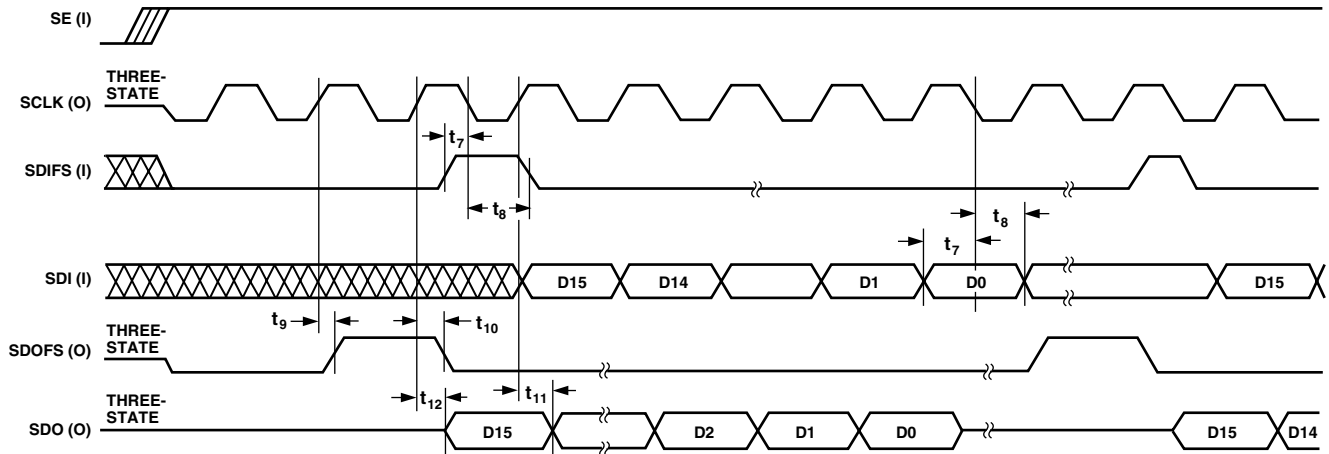 SE (I)
THREE-
STATE
SCLK (O)
t7
SDIFS (I)
t8
t8
t7
SDI (I)
D15
D14
D1
D0
D15
t9
t10
THREE-
STATE
SDOFS (O)
t12
t11
THREE-
STATE
SDO (O)
D15
D2
D1
D0
D15
D14